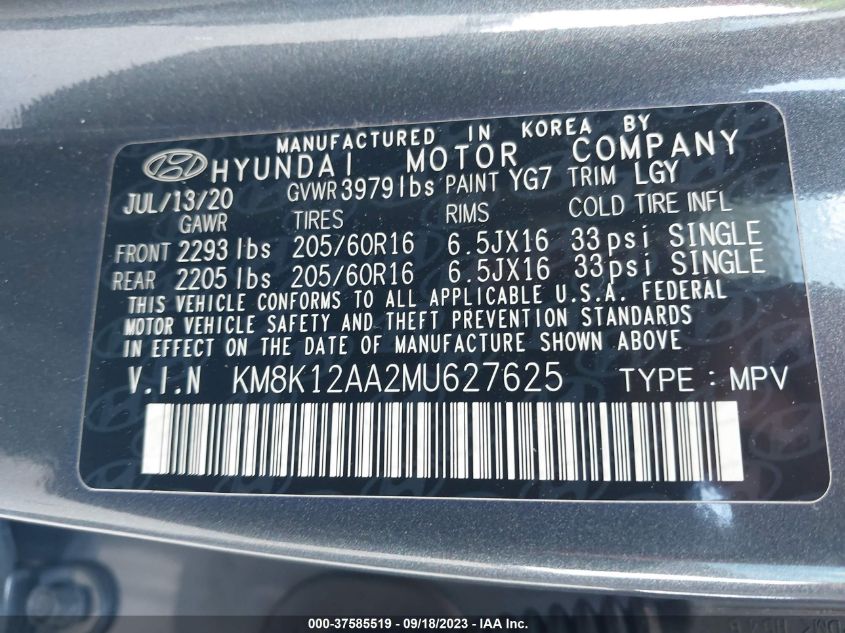 MANUFACTURED IN KOREA BY
HYUNDAI MOTOR COMPANY
JUL/13/20 GVWR 3979 lbs PAINT YG7 TRIM LGY
GAWR TIRES RIMS COLD TIRE INFL
FRONT 2293 lbs 205/60R16 6.5JX16 33psi SINGLE
REAR 2205 lbs 205/60R16 6.5JX16 33psi SINGLE
THIS VEHICLE CONFORMS TO ALL APPLICABLE U.S.A. FEDERAL
MOTOR VEHICLE SAFETY AND THEFT PREVENTION STANDARDS
IN EFFECT ON THE DATE OF MANUFACTURE SHOWN ABOVE
V.I.N KM8K12AA2MU627625 TYPE : MPV
000-37585519 - 09/18/2023 - IAA Inc.